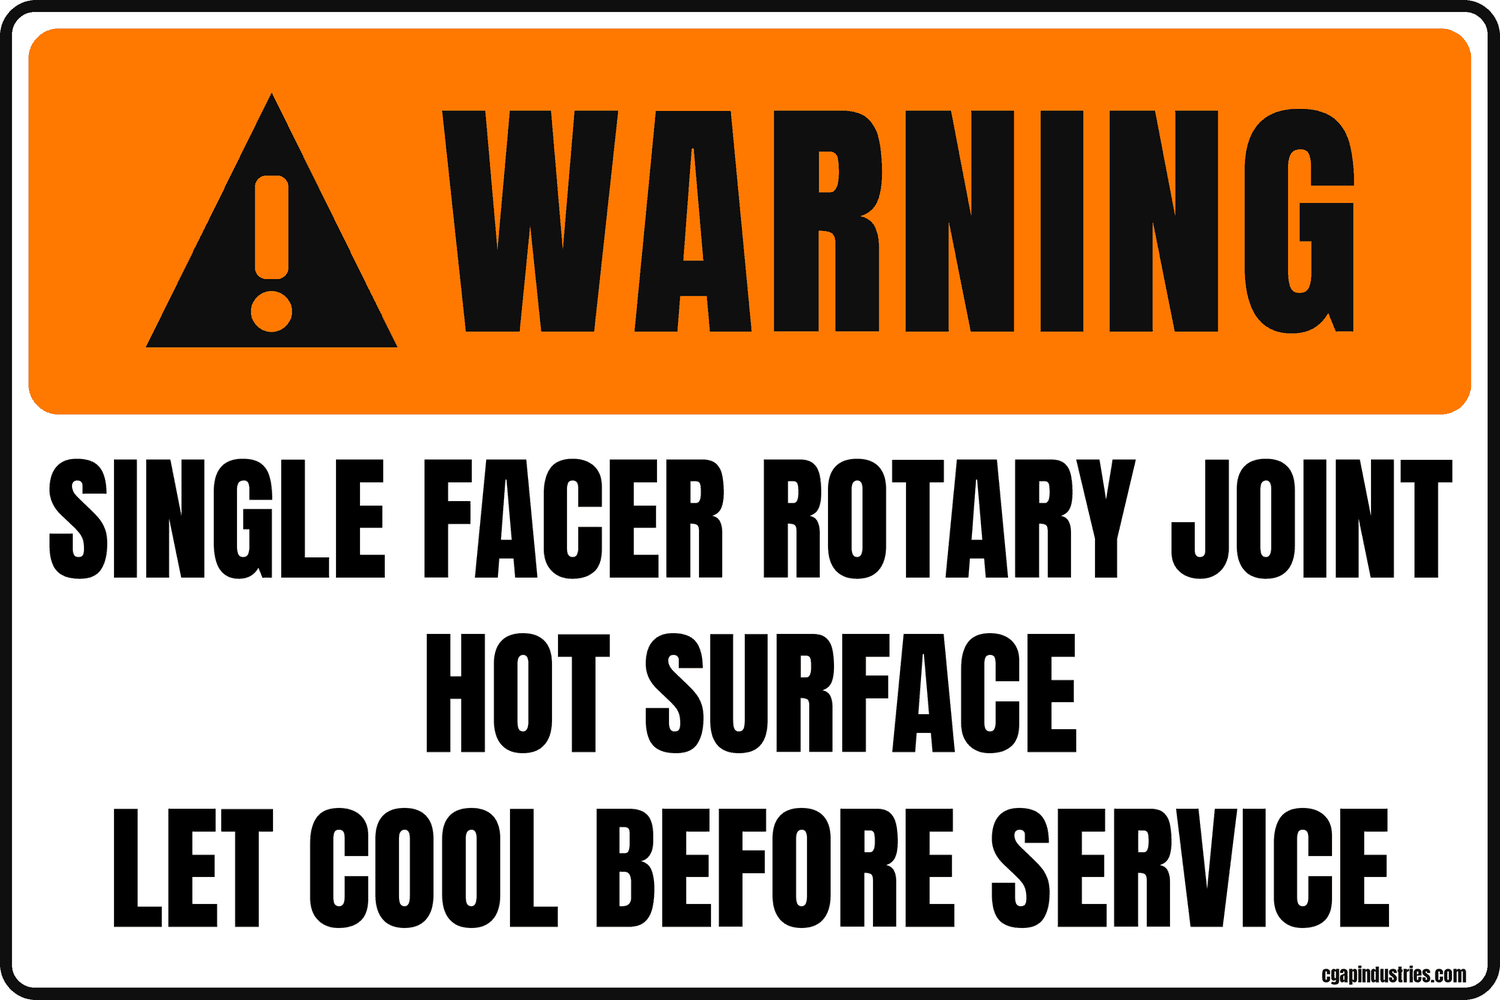 WARNING
SINGLE FACER ROTARY JOINT
HOT SURFACE
LET COOL BEFORE SERVICE
cgapindustries.com